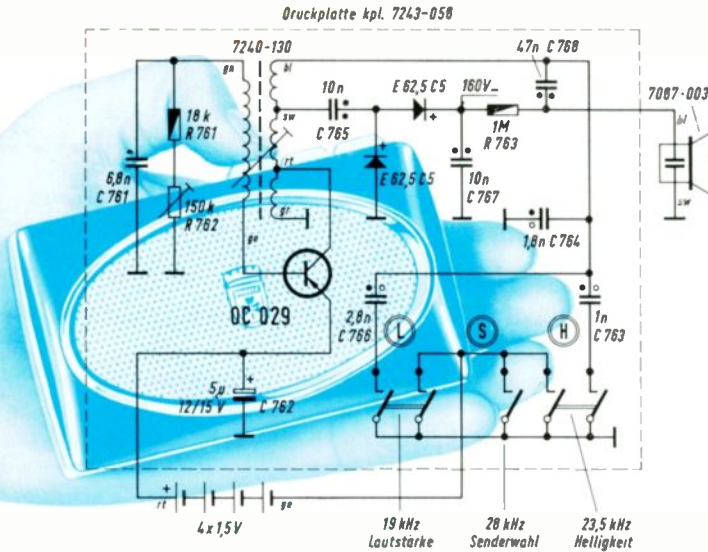 Druckplatte kpl. 7243-058
7240-130
47n C 768
gn
bl
10n
E 62,5 C5
160V_
7087-003
18 k
R 761
sw
C 765
1M
R 763
bl
rt
E 62,5 C5
10n
C 767
6,8n
C 761
150k
R 762
gr
1,8n C 764
sw
ge
OC 029
2,8n
C 766
L
S
H
1n
C 763
5µ
12/15 V
C 762
rt
ge
4 x 1,5 V
19 kHz
Lautstärke
28 kHz
Senderwahl
23,5 kHz
Helligkeit